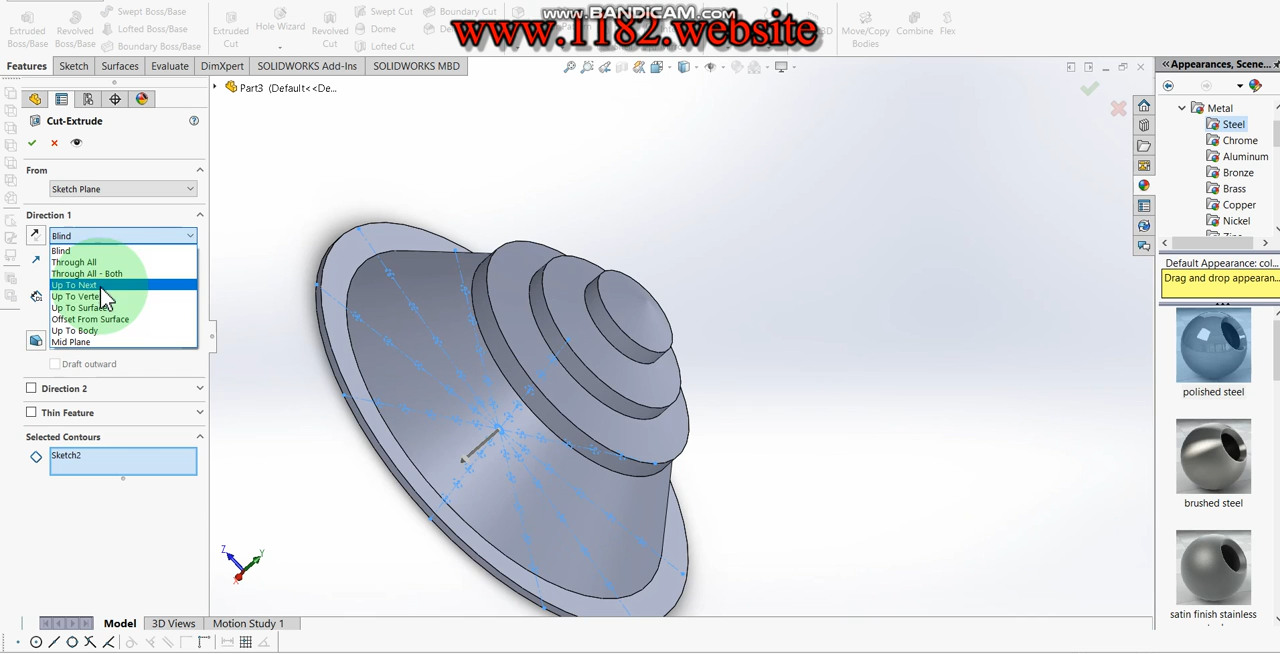 www.BANDICAM.com
www.1182.website
Extruded Boss/Base
Revolved Boss/Base
Swept Boss/Base
Lofted Boss/Base
Boundary Boss/Base
Extruded Cut
Hole Wizard
Revolved Cut
Swept Cut
Dome
Lofted Cut
Boundary Cut
Move/Copy Bodies
Combine
Flex
Features
Sketch
Surfaces
Evaluate
DimXpert
SOLIDWORKS Add-Ins
SOLIDWORKS MBD
Part3 (Default<<De...
Cut-Extrude
From
Sketch Plane
Direction 1
Blind
Blind
Through All
Through All - Both
Up To Next
Up To Vertex
Up To Surface
Offset From Surface
Up To Body
Mid Plane
Draft outward
Direction 2
Thin Feature
Selected Contours
Sketch2
Z
Y
X
Model
3D Views
Motion Study 1
Appearances, Scene...
Metal
Steel
Chrome
Aluminum
Bronze
Brass
Copper
Nickel
Default Appearance: col...
Drag and drop appearan...
polished steel
brushed steel
satin finish stainless